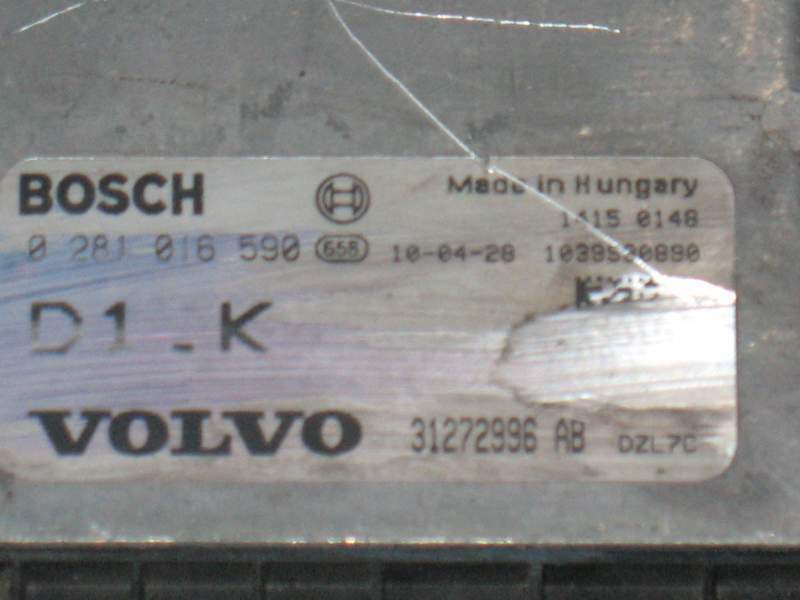 BOSCH
Made in Hungary
1415 0148
0 281 016 590 658 10-04-28 1039S20890
D1_K
VOLVO 31272996 AB DZL7C